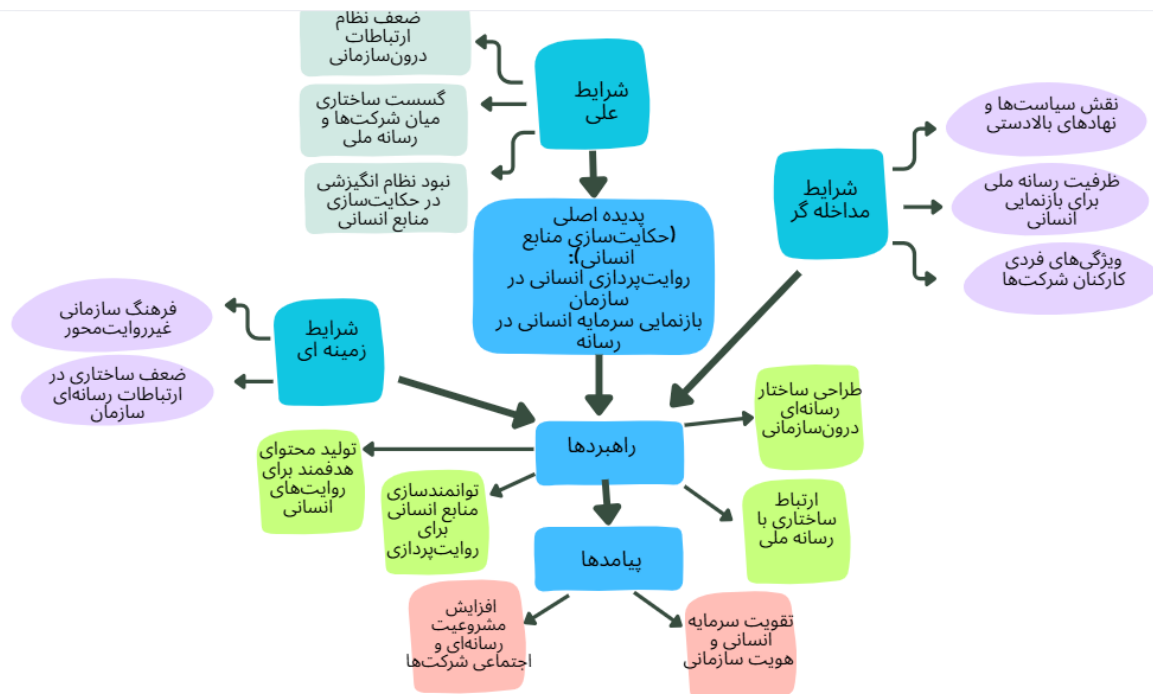 ضعف نظام
ارتباطات
درون‌سازمانی
گسست ساختاری
میان شرکت‌ها و
رسانه ملی
نبود نظام انگیزشی
در حکایت‌سازی
منابع انسانی
شرایط
علی
نقش سیاست‌ها و
نهادهای بالادستی
ظرفیت رسانه ملی
برای بازنمایی
انسانی
ویژگی‌های فردی
کارکنان شرکت‌ها
شرایط
مداخله گر
پدیده اصلی
(حکایت‌سازی منابع
انسانی):
روایت‌پردازی انسانی در
سازمان
بازنمایی سرمایه انسانی در
رسانه
فرهنگ سازمانی
غیرروایت‌محور
ضعف ساختاری در
ارتباطات رسانه‌ای
سازمان
شرایط
زمینه ای
راهبردها
طراحی ساختار
رسانه‌ای
درون‌سازمانی
ارتباط
ساختاری با
رسانه ملی
توانمندسازی
منابع انسانی
برای
روایت‌پردازی
تولید محتوای
هدفمند برای
روایت‌های
انسانی
پیامدها
تقویت سرمایه
انسانی و
هویت سازمانی
افزایش
مشروعیت
رسانه‌ای و
اجتماعی شرکت‌ها